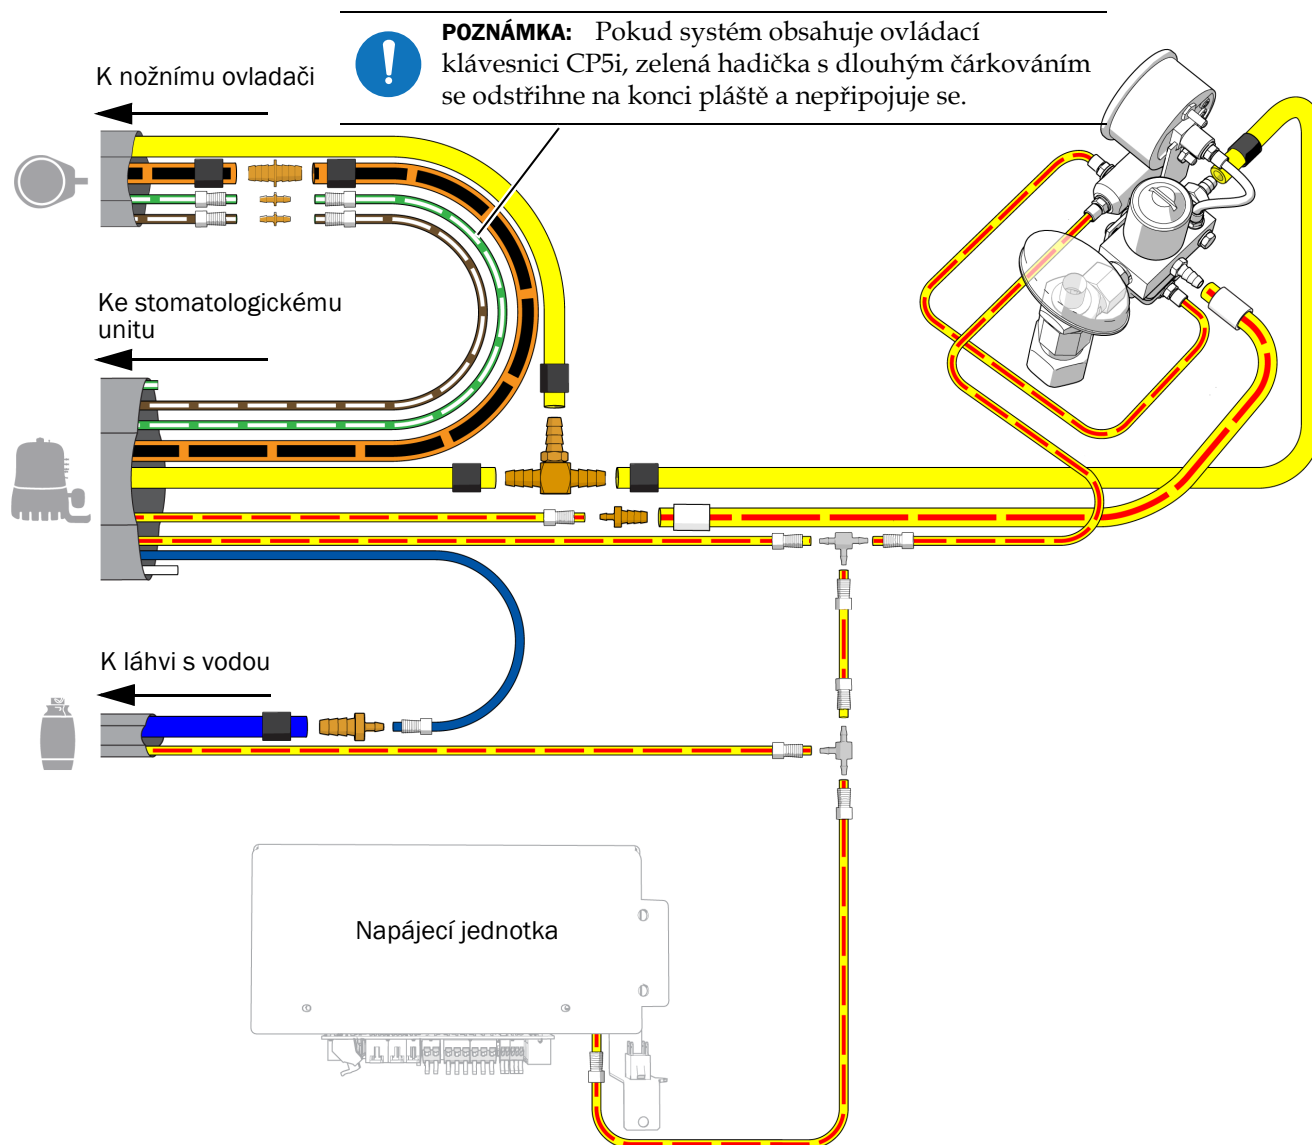 POZNÁMKA: Pokud systém obsahuje ovládací
klávesnici CP5i, zelená hadička s dlouhým čárkováním
se odstřihne na konci pláště a nepřipojuje se.
K nožnímu ovladači
Ke stomatologickému
unitu
K láhvi s vodou
Napájecí jednotka